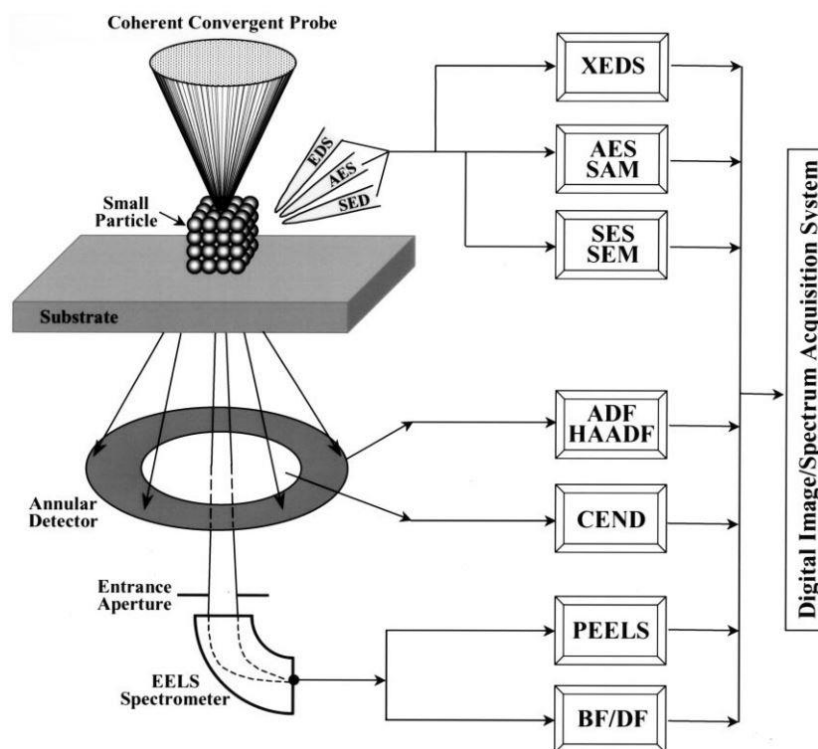 Coherent Convergent Probe
EDS
AES
SED
Small
Particle
Substrate
Annular
Detector
Entrance
Aperture
EELS
Spectrometer
XEDS
AES
SAM
SES
SEM
ADF
HAADF
CEND
PEELS
BF/DF
Digital Image/Spectrum Acquisition System